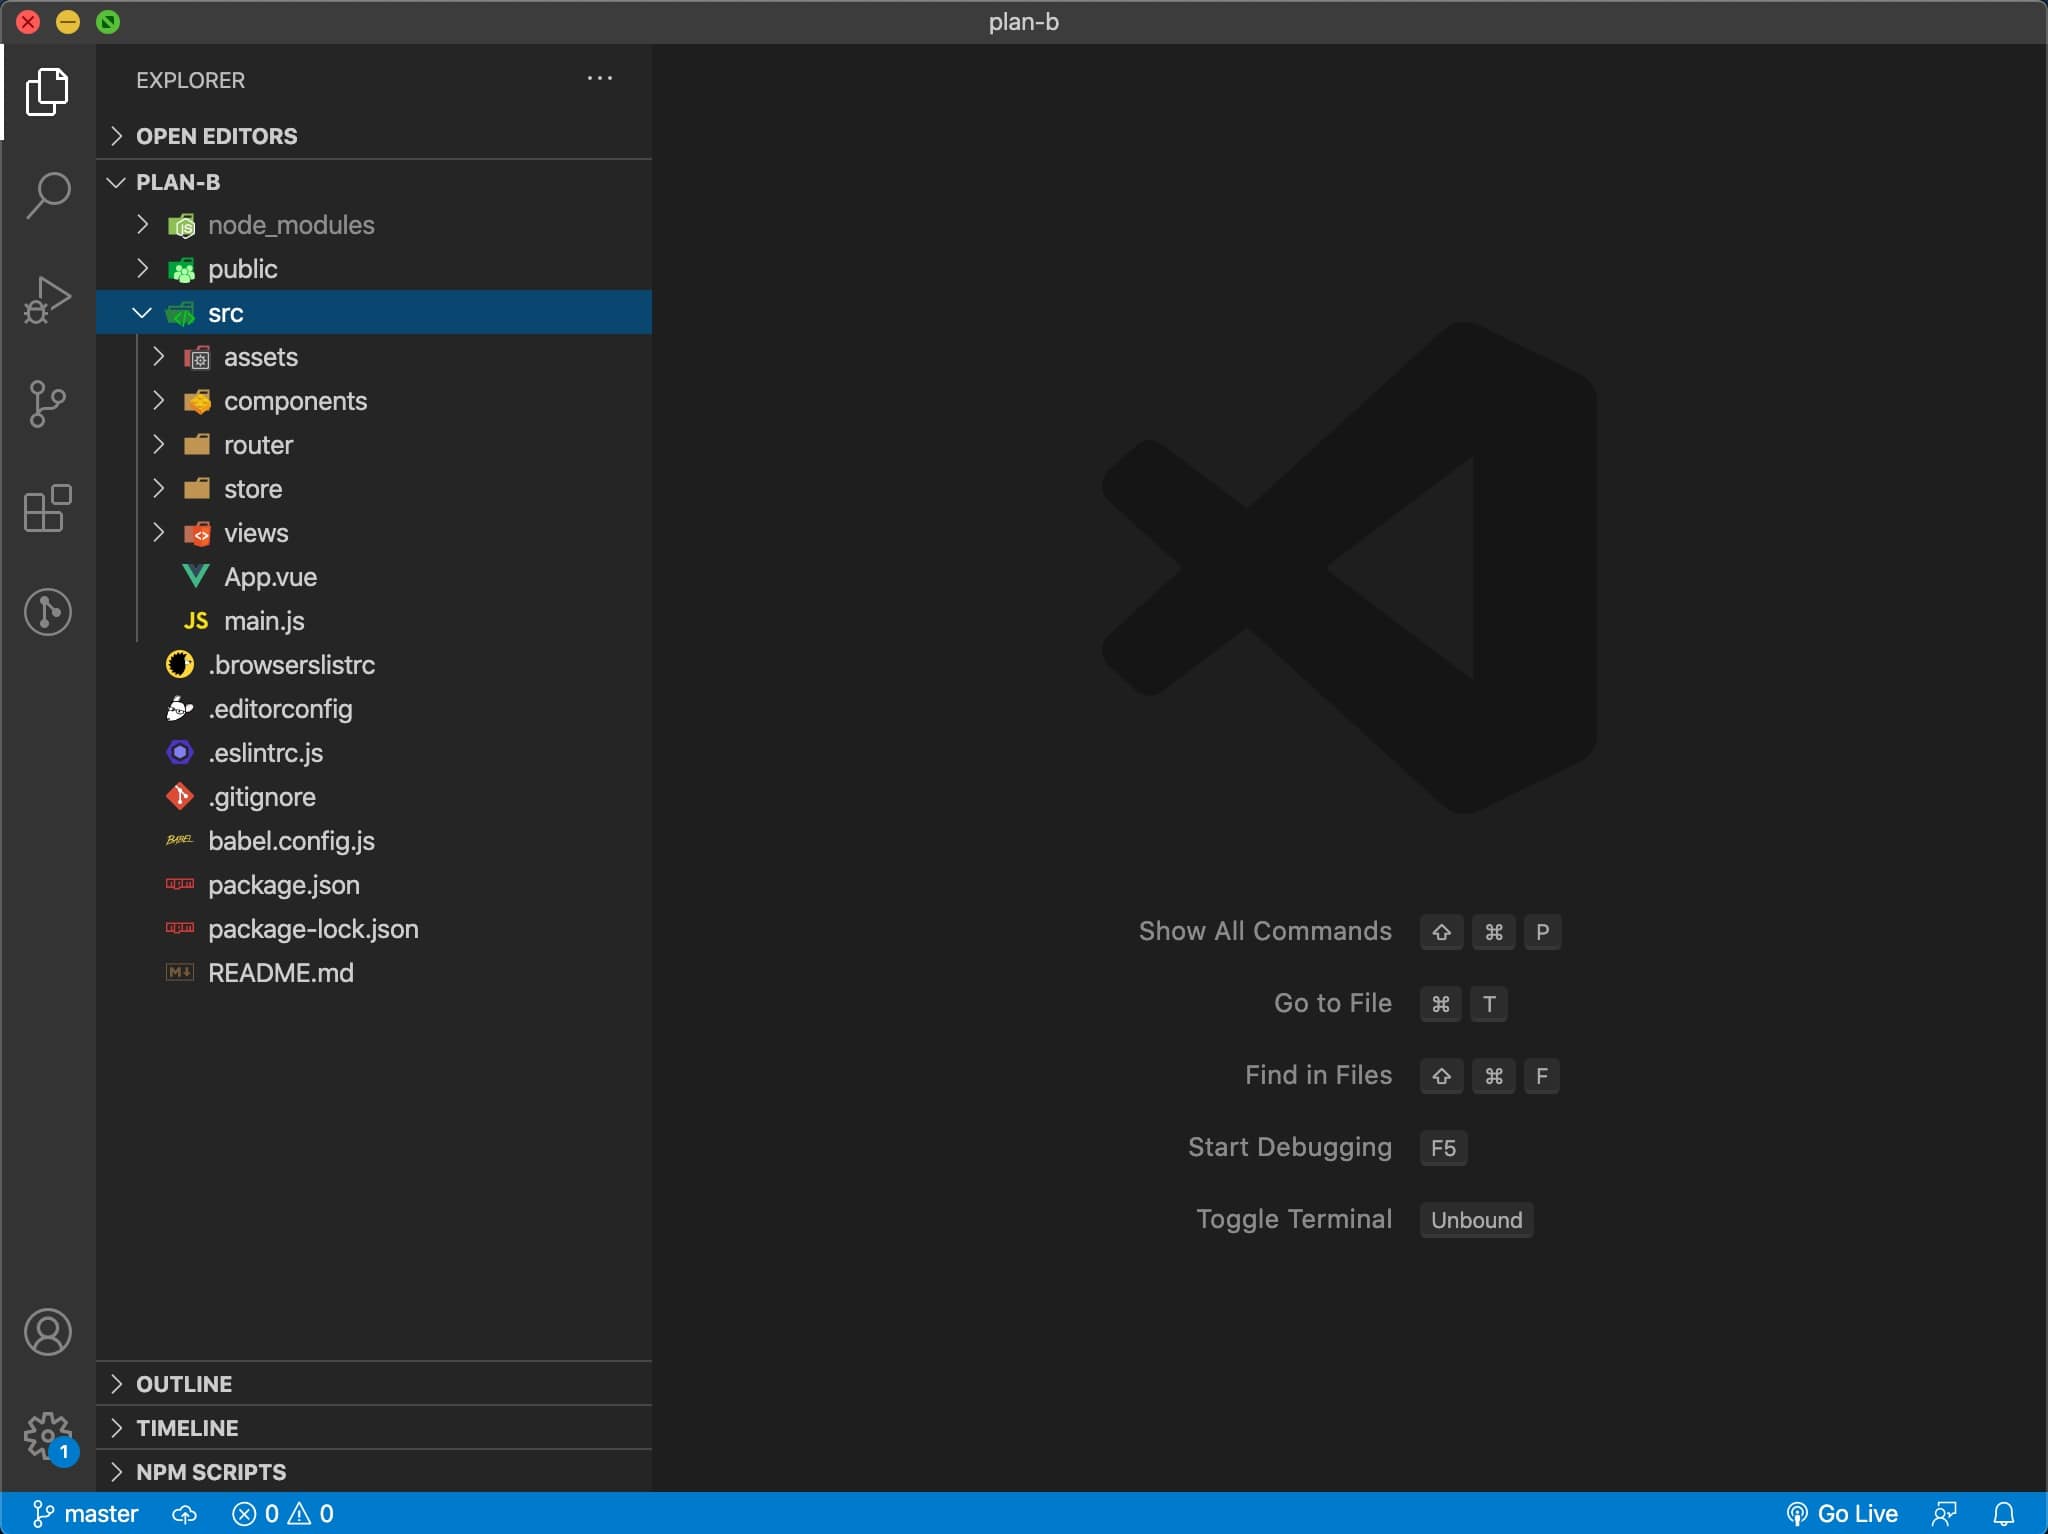 plan-b
EXPLORER
OPEN EDITORS
PLAN-B
node_modules
public
src
assets
components
router
store
views
App.vue
JS main.js
.browserslistrc
.editorconfig
.eslintrc.js
.gitignore
BABEL babel.config.js
npm package.json
npm package-lock.json
M README.md
Show All Commands ⇧ ⌘ P
Go to File ⌘ T
Find in Files ⇧ ⌘ F
Start Debugging F5
Toggle Terminal Unbound
OUTLINE
TIMELINE
1
NPM SCRIPTS
master 0 0 Go Live